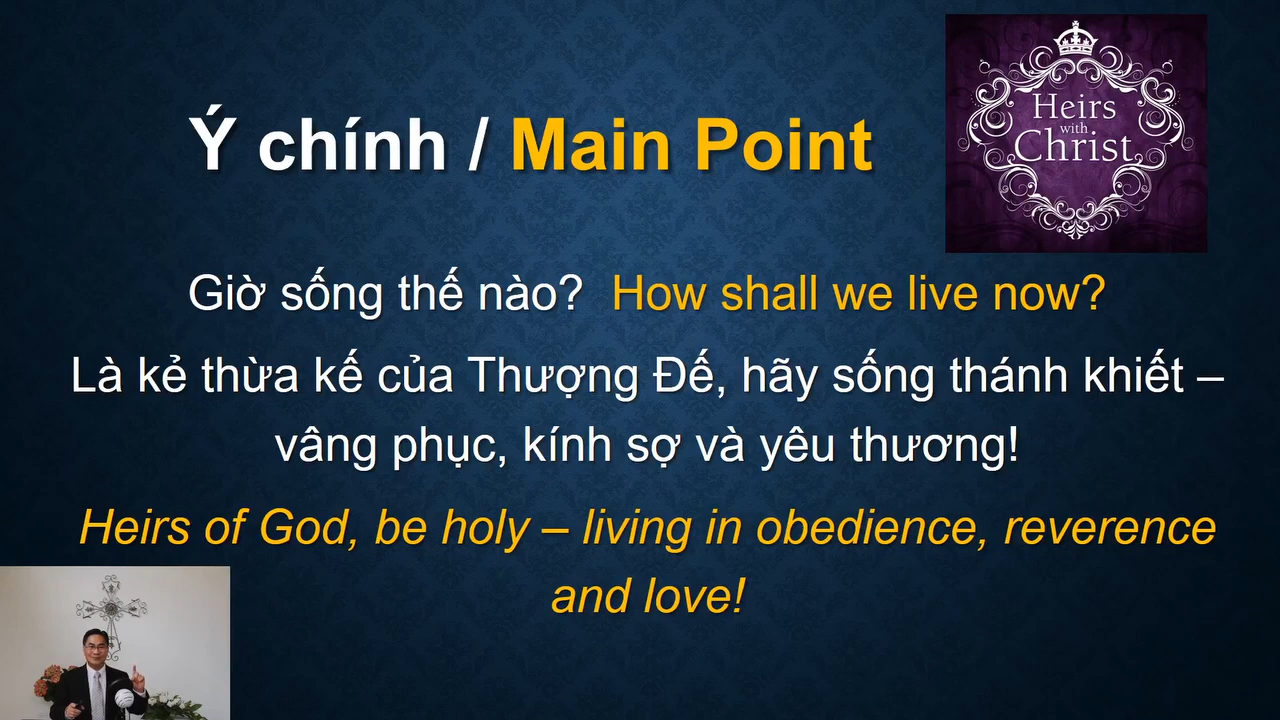 Heirs
with
Christ
Ý chính / Main Point
Giờ sống thế nào? How shall we live now?
Là kẻ thừa kế của Thượng Đế, hãy sống thánh khiết –
vâng phục, kính sợ và yêu thương!
Heirs of God, be holy – living in obedience, reverence
and love!